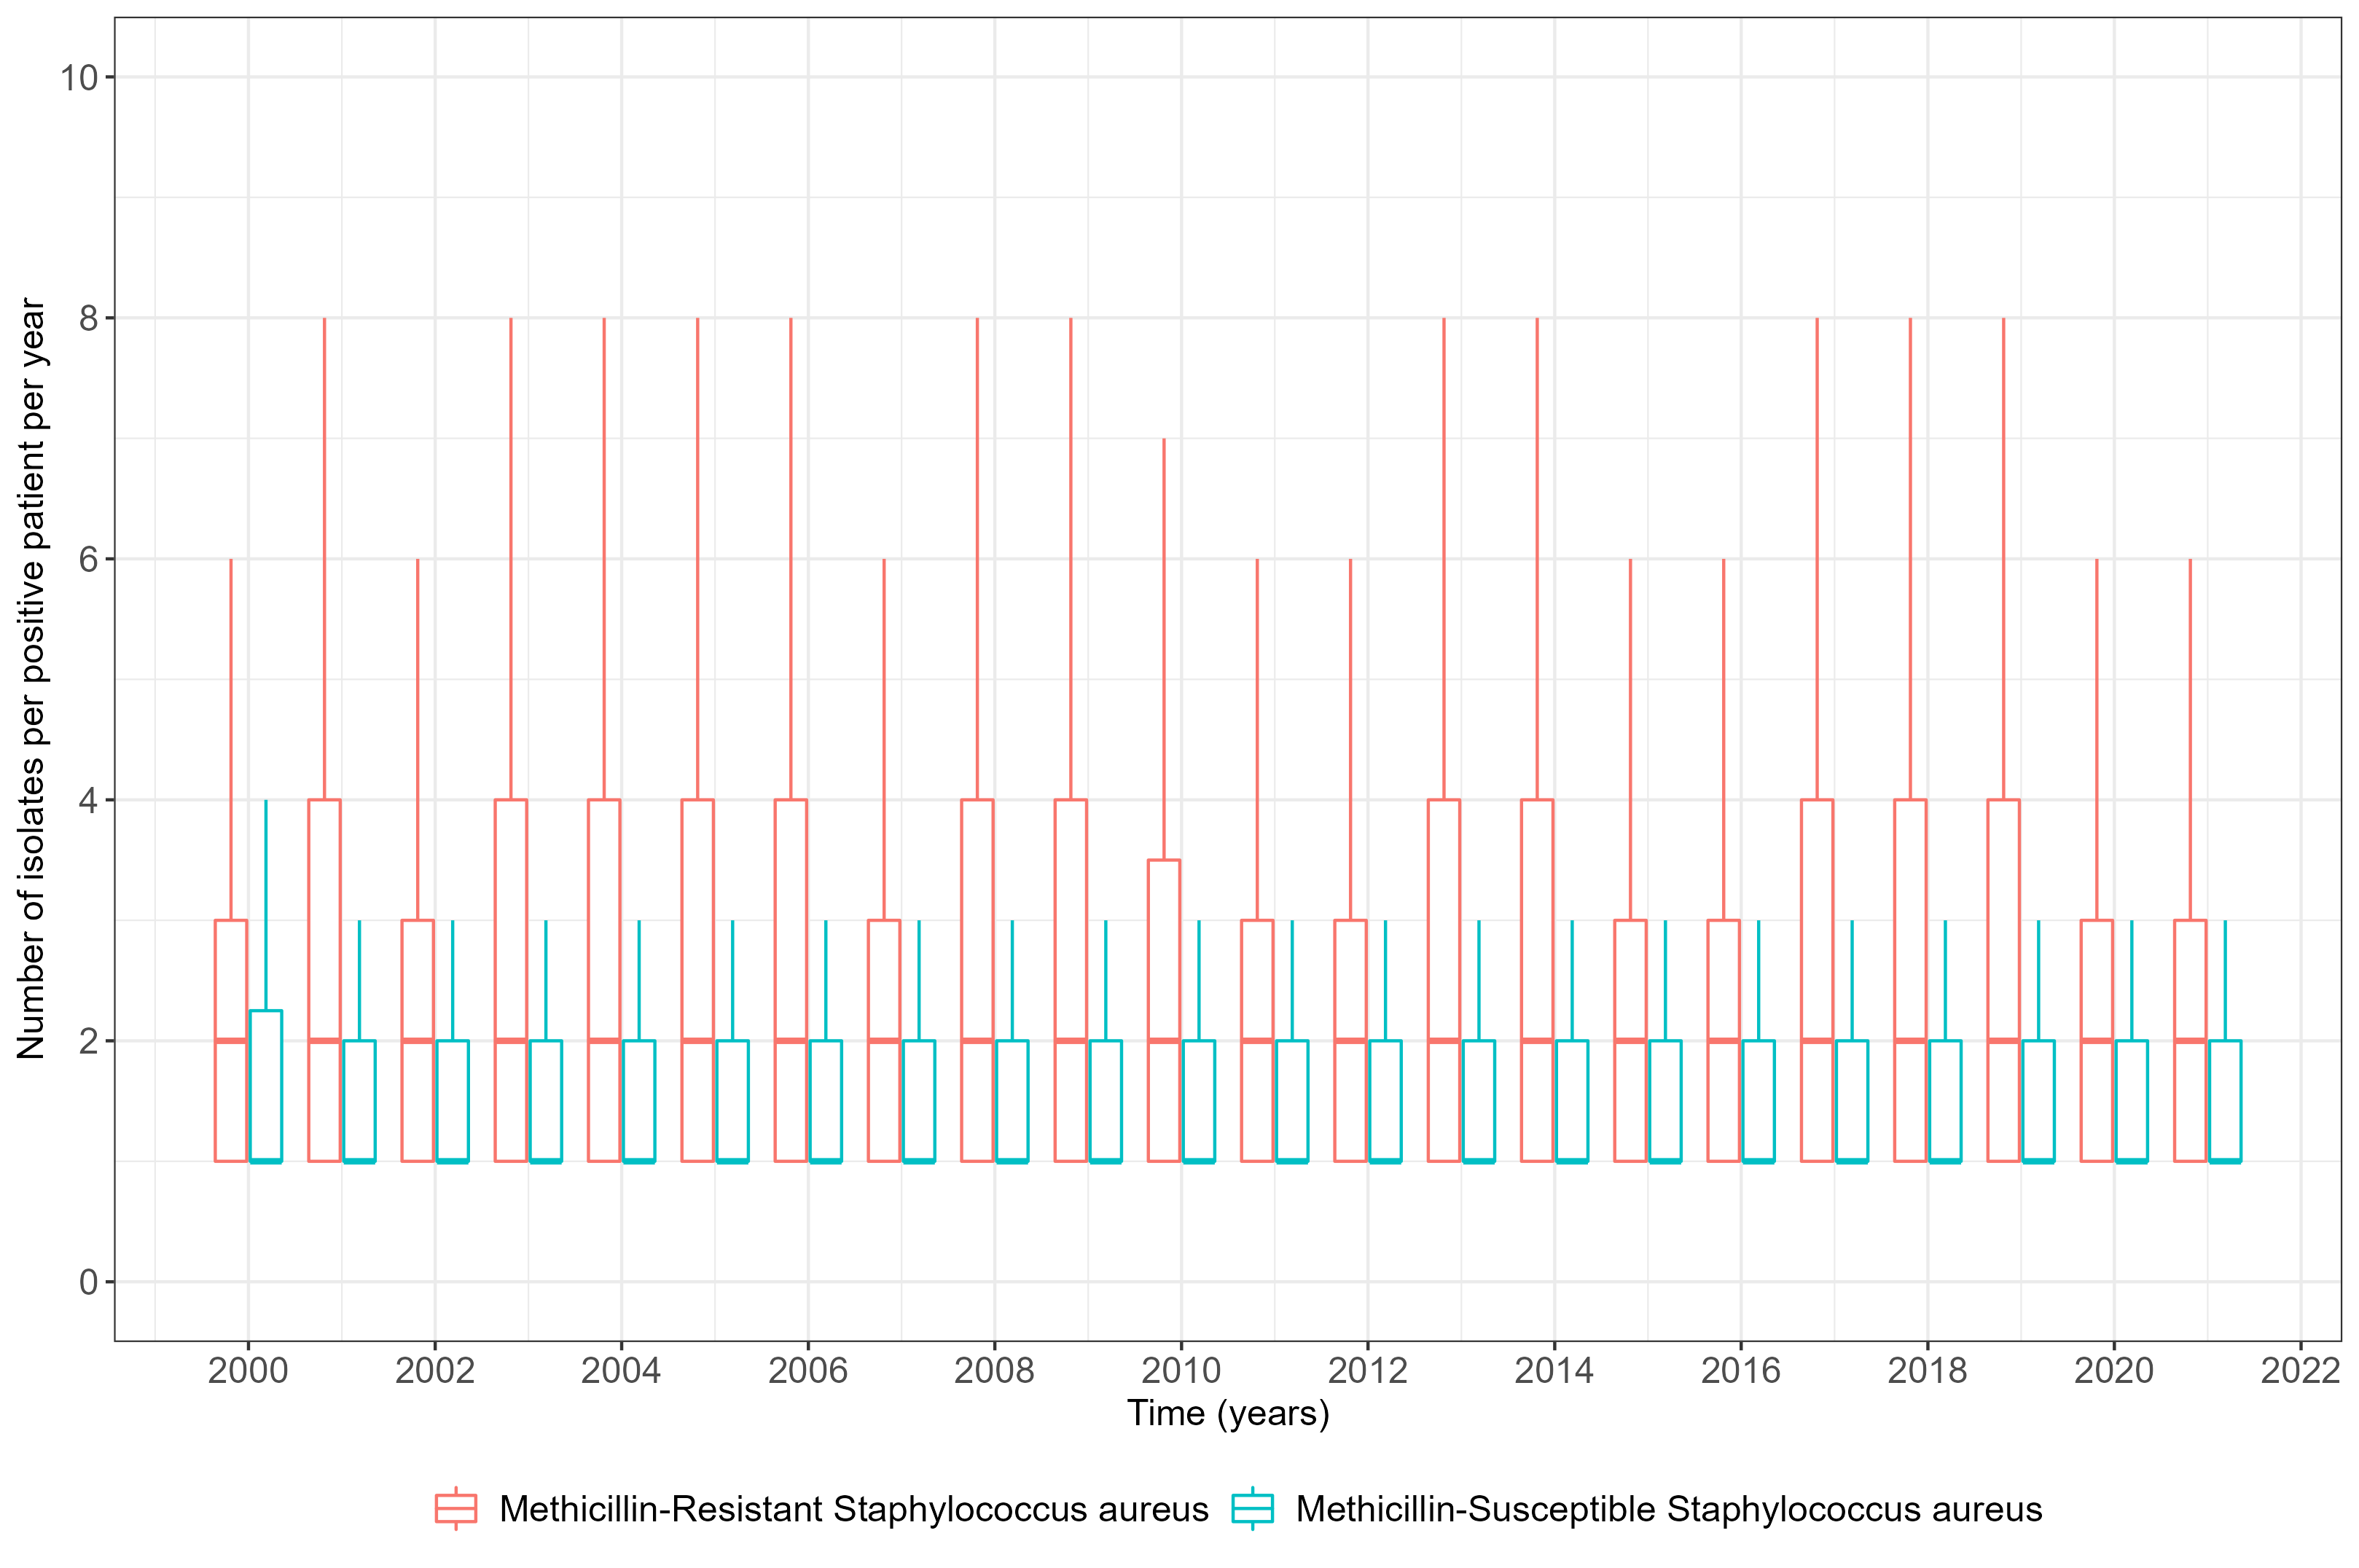 Number of isolates per positive patient per year
10
8
6
4
2
0
2000 2002 2004 2006 2008 2010 2012 2014 2016 2018 2020 2022
Time (years)
Methicillin-Resistant Staphylococcus aureus Methicillin-Susceptible Staphylococcus aureus